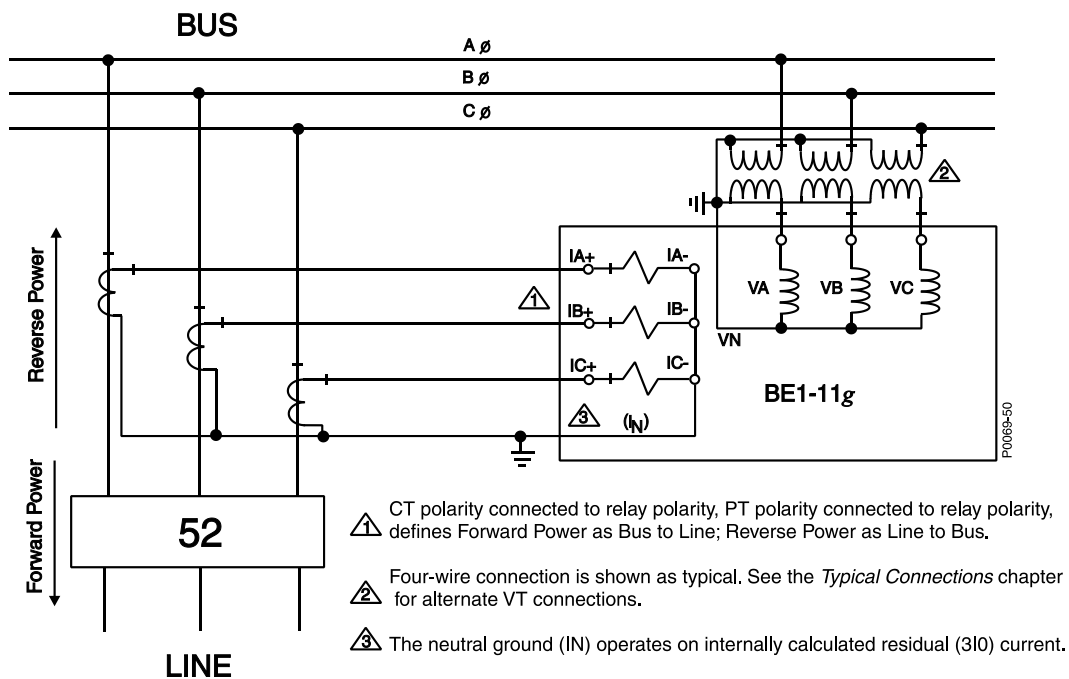 BUS
A ø
B ø
C ø
2
Reverse Power
IA+
IA-
VA
VB
VC
1
IB+
IB-
VN
IC+
IC-
BE1-11g
3
(IN)
P0069-50
Forward Power
52
1 CT polarity connected to relay polarity, PT polarity connected to relay polarity,
defines Forward Power as Bus to Line; Reverse Power as Line to Bus.
2 Four-wire connection is shown as typical. See the Typical Connections chapter
for alternate VT connections.
3 The neutral ground (IN) operates on internally calculated residual (3I0) current.
LINE